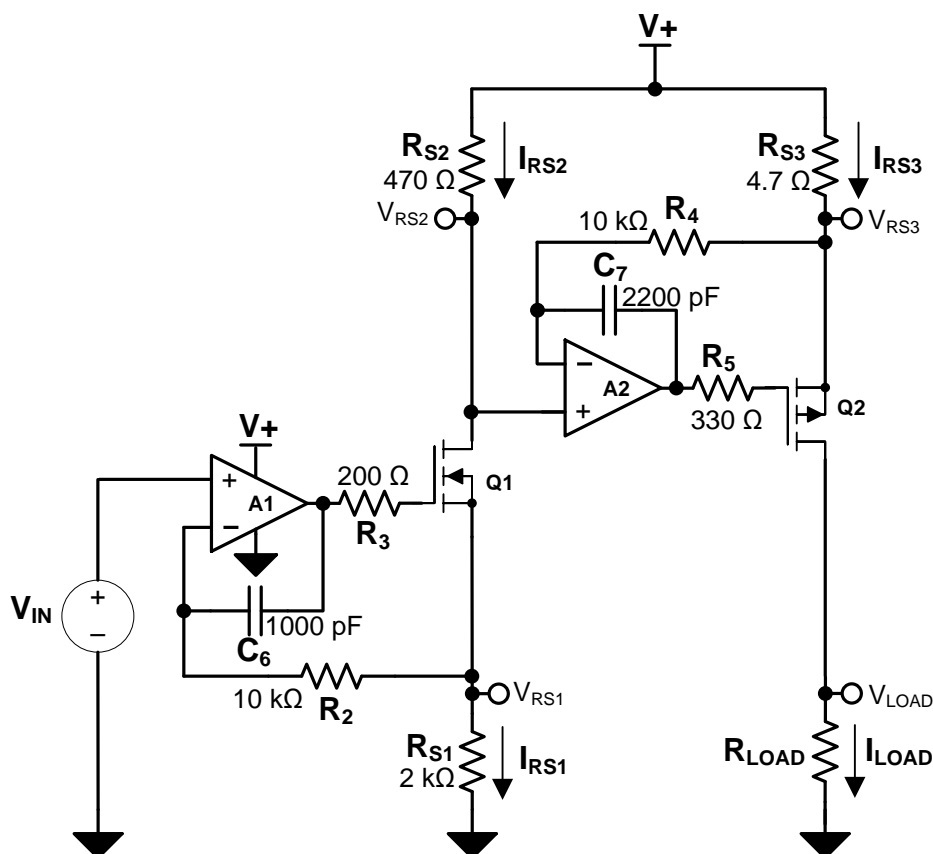 V+
RS2
470 Ω
IRS2
RS3
4.7 Ω
IRS3
VRS2
10 kΩ
R4
VRS3
C7
2200 pF
−
A2
+
R5
330 Ω
Q2
V+
200 Ω
+
A1
−
R3
Q1
VIN
+
−
1000 pF
C6
10 kΩ
R2
VRS1
RS1
2 kΩ
IRS1
VLOAD
RLOAD
ILOAD